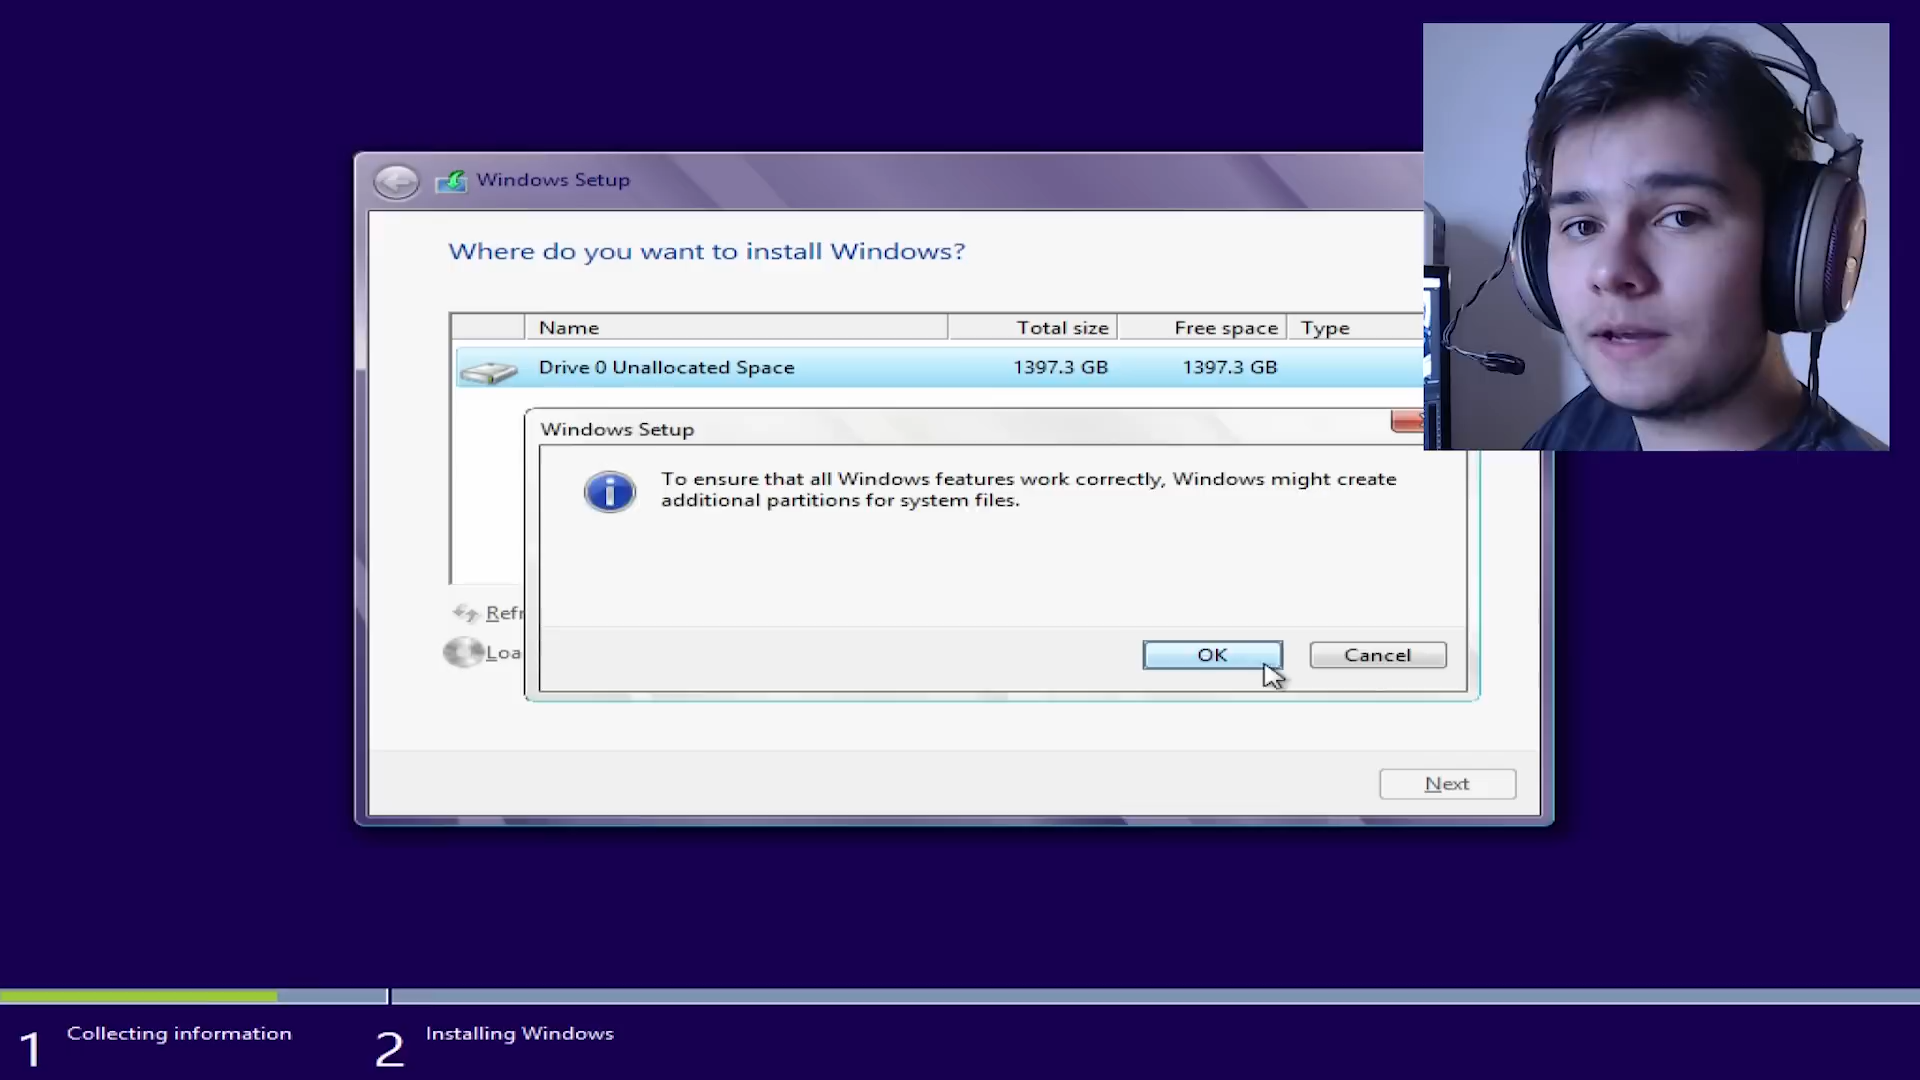 Windows Setup
Where do you want to install Windows?
Name Total size Free space Type
Drive 0 Unallocated Space 1397.3 GB 1397.3 GB
Windows Setup
To ensure that all Windows features work correctly, Windows might create
additional partitions for system files.
Refr
Loa
OK Cancel
Next
1 Collecting information 2 Installing Windows